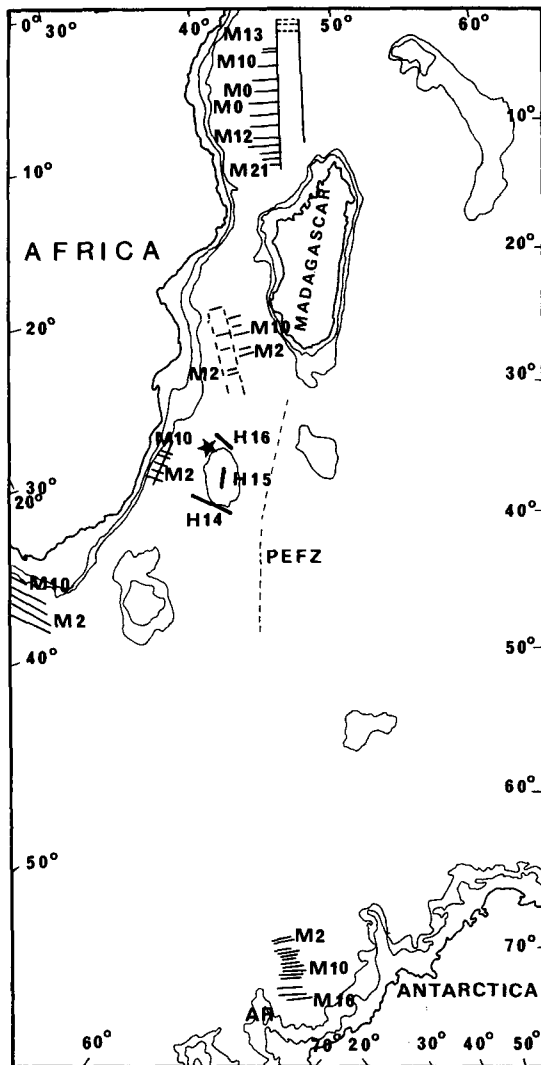 0° 30° 40° 50° 60°
M13
M10
M0
M0
10°
M12
M21
10°
AFRICA
MADAGASCAR
20°
M10
20°
M2
M2
30°
M10
H16
M2
H15
30°
20°
H14
40°
PEFZ
M10
M2
50°
40°
60°
50°
M2
70°
M10
ANTARCTICA
M16
AR
60° 70° 20° 30° 40° 50°